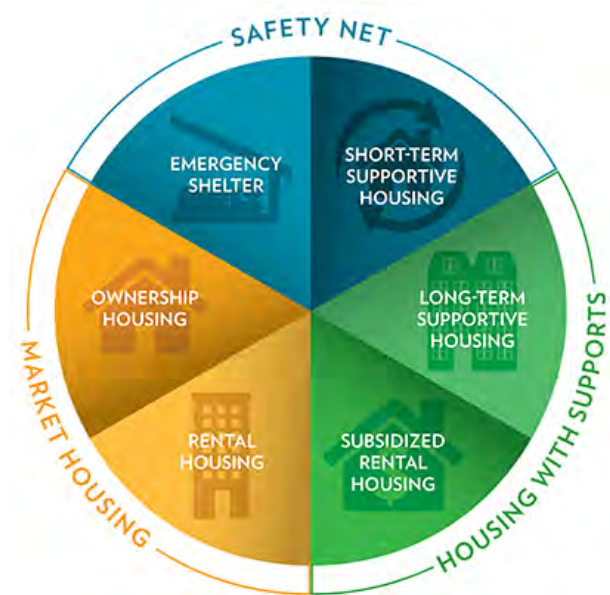 SAFETY NET
EMERGENCY
SHELTER
SHORT-TERM
SUPPORTIVE
HOUSING
OWNERSHIP
HOUSING
LONG-TERM
SUPPORTIVE
HOUSING
RENTAL
HOUSING
SUBSIDIZED
RENTAL
HOUSING
MARKET HOUSING
HOUSING WITH SUPPORTS